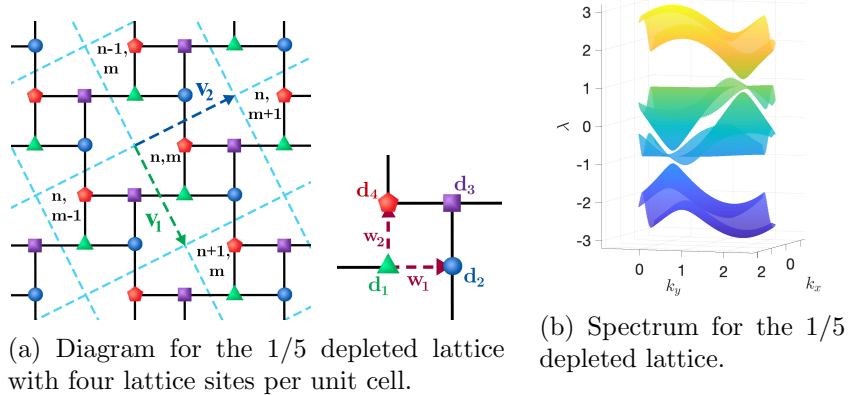 n-1,
m
v₂
n,
m+1
n,m
n,
m-1
v₁
n+1,
m
d₄
d₃
w₂
w₁
d₁
d₂
(a) Diagram for the 1/5 depleted lattice
with four lattice sites per unit cell.
3
2
1
0
-1
-2
-3
λ
0
1
2
k_y
2
0
k_x
(b) Spectrum for the 1/5
depleted lattice.